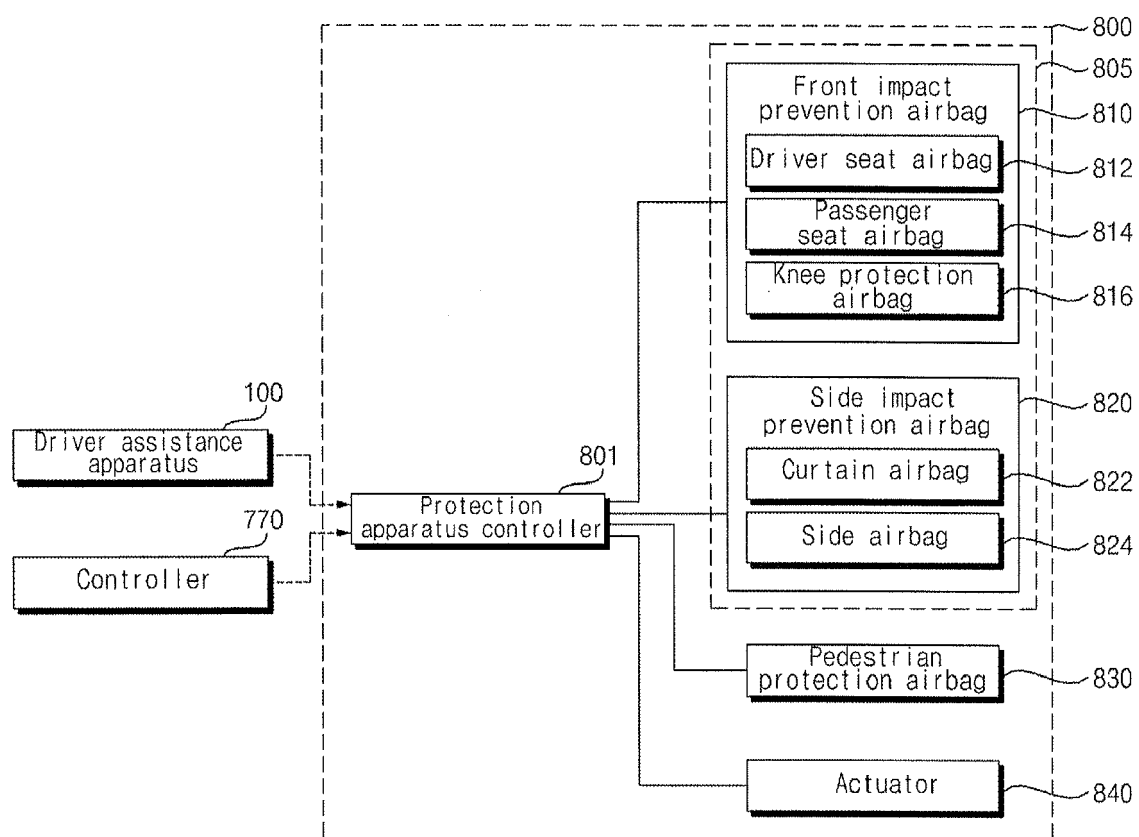 800
805
Front impact
prevention airbag
810
Driver seat airbag
812
Passenger
seat airbag
814
Knee protection
airbag
816
Side impact
prevention airbag
820
Curtain airbag
822
Side airbag
824
100
Driver assistance
apparatus
801
Protection
apparatus controller
770
Controller
Pedestrian
protection airbag
830
Actuator
840